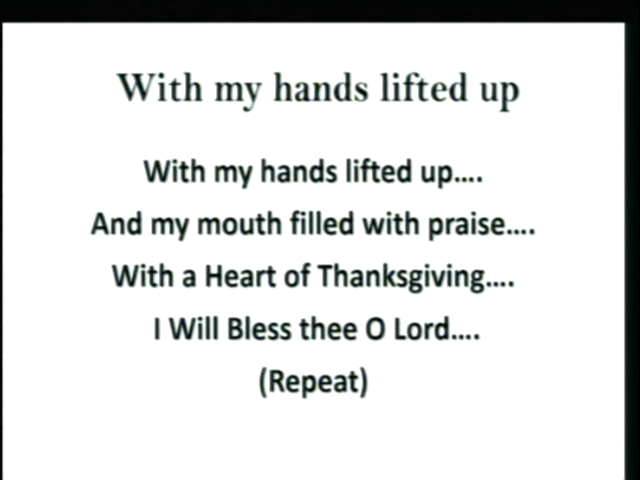 With my hands lifted up
With my hands lifted up....
And my mouth filled with praise....
With a Heart of Thanksgiving....
I Will Bless thee O Lord....
(Repeat)